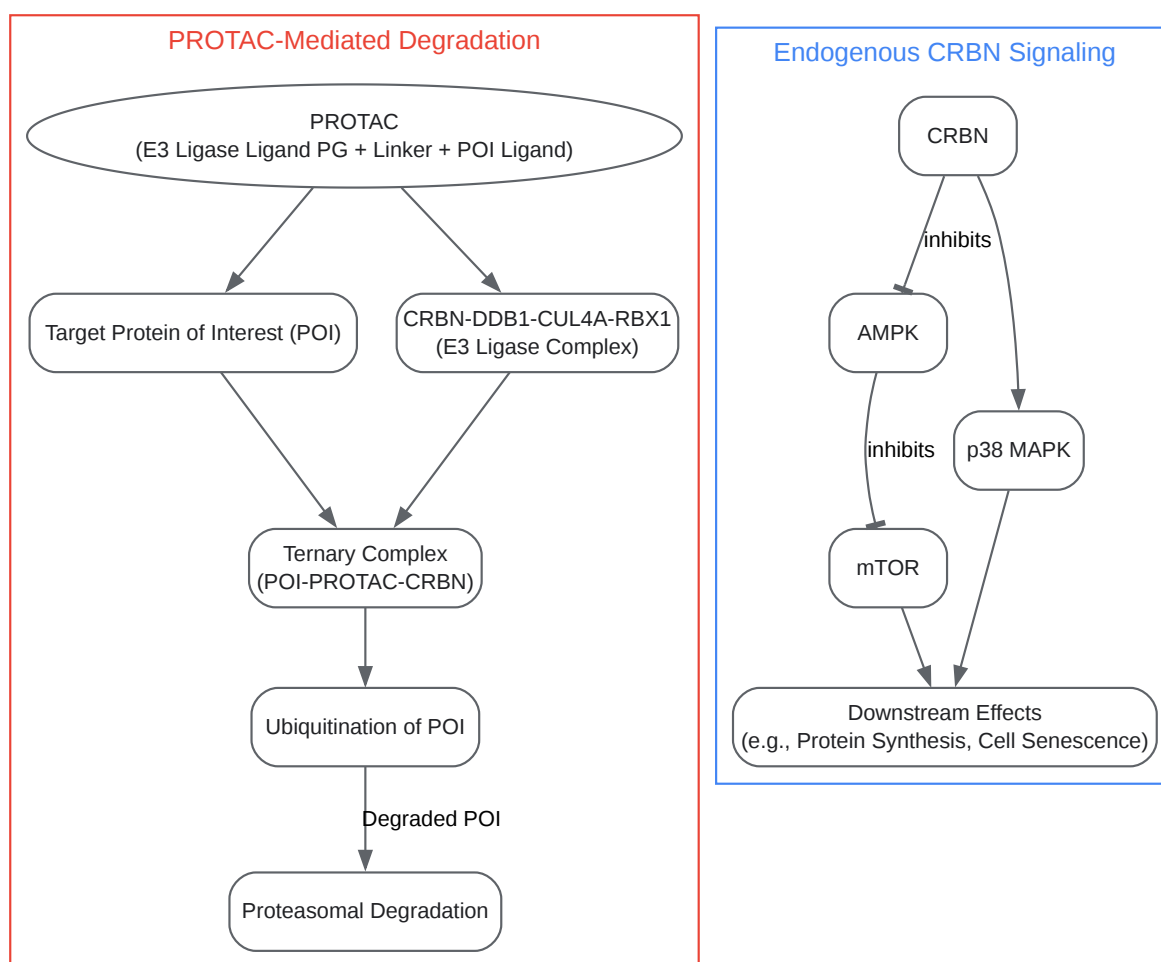 PROTAC-Mediated Degradation
PROTAC
(E3 Ligase Ligand PG + Linker + POI Ligand)
Target Protein of Interest (POI)
CRBN-DDB1-CUL4A-RBX1
(E3 Ligase Complex)
Ternary Complex
(POI-PROTAC-CRBN)
Ubiquitination of POI
Degraded POI
Proteasomal Degradation
Endogenous CRBN Signaling
CRBN
inhibits
AMPK
inhibits
p38 MAPK
mTOR
Downstream Effects
(e.g., Protein Synthesis, Cell Senescence)